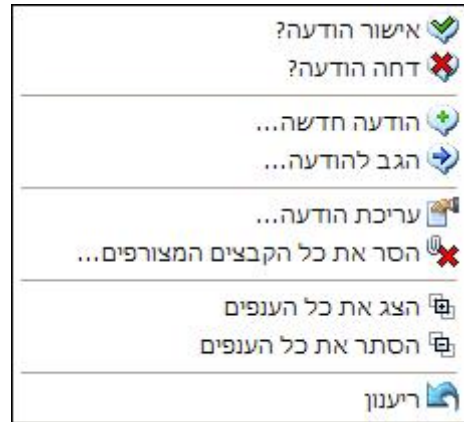 אישור הודעה?
דחה הודעה?
הודעה חדשה...
הגב להודעה...
עריכת הודעה...
הסר את כל הקבצים המצורפים...
הצג את כל הענפים
הסתר את כל הענפים
ריענון